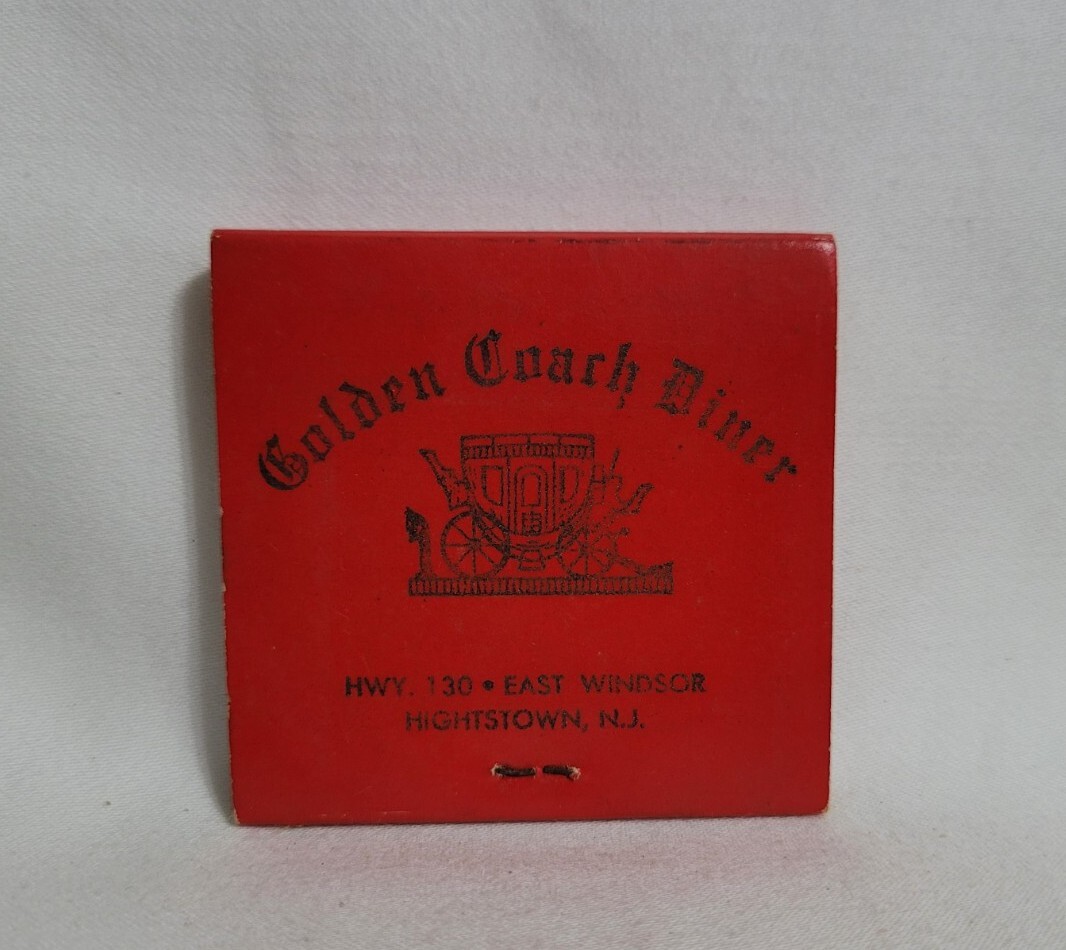 Golden Coach Diner
HWY. 130 • EAST WINDSOR
HIGHTSTOWN, N.J.